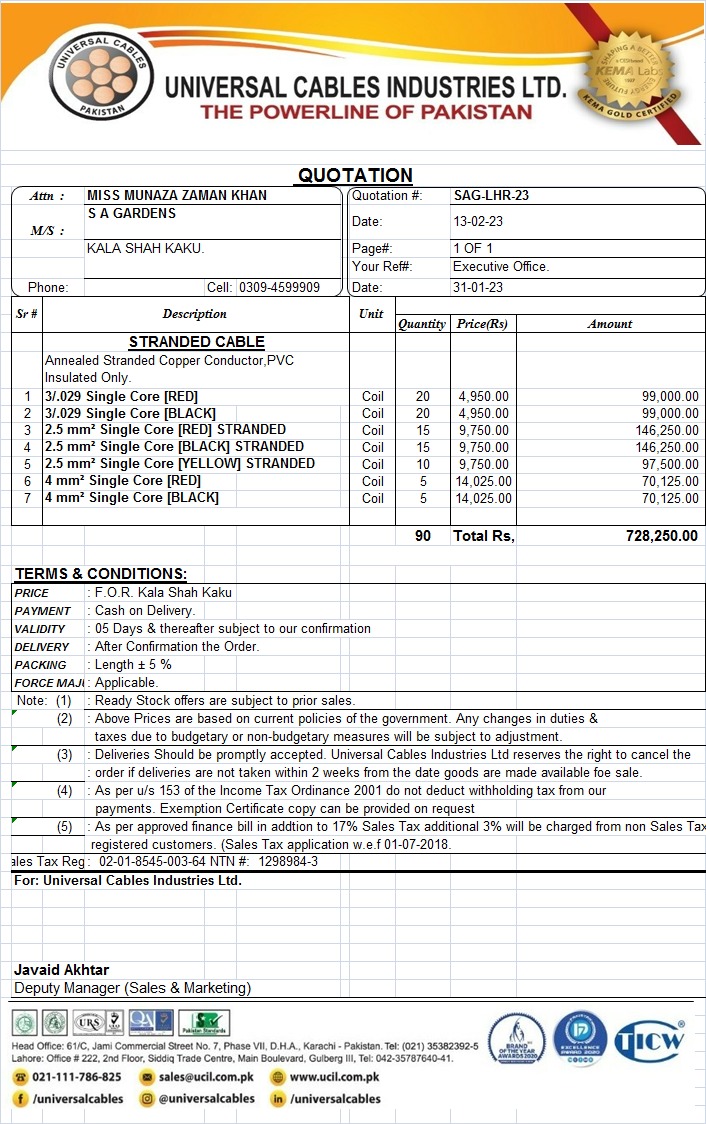 UNIVERSAL CABLES
PAKISTAN
UNIVERSAL CABLES INDUSTRIES LTD.
THE POWERLINE OF PAKISTAN
SHAPING A BETTER
KEMA Labs
KEMA GOLD CERTIFIED
QUOTATION
Attn : MISS MUNAZA ZAMAN KHAN Quotation #: SAG-LHR-23
S A GARDENS
M/S : Date: 13-02-23
KALA SHAH KAKU. Page#: 1 OF 1
Your Ref#: Executive Office.
Phone: Cell: 0309-4599909 Date: 31-01-23
Sr # Description Unit Quantity Price(Rs) Amount
STRANDED CABLE
Annealed Stranded Copper Conductor,PVC
Insulated Only.
1 3/.029 Single Core [RED] Coil 20 4,950.00 99,000.00
2 3/.029 Single Core [BLACK] Coil 20 4,950.00 99,000.00
3 2.5 mm² Single Core [RED] STRANDED Coil 15 9,750.00 146,250.00
4 2.5 mm² Single Core [BLACK] STRANDED Coil 15 9,750.00 146,250.00
5 2.5 mm² Single Core [YELLOW] STRANDED Coil 10 9,750.00 97,500.00
6 4 mm² Single Core [RED] Coil 5 14,025.00 70,125.00
7 4 mm² Single Core [BLACK] Coil 5 14,025.00 70,125.00
90 Total Rs, 728,250.00
TERMS & CONDITIONS:
PRICE : F.O.R. Kala Shah Kaku
PAYMENT : Cash on Delivery.
VALIDITY : 05 Days & thereafter subject to our confirmation
DELIVERY : After Confirmation the Order.
PACKING : Length ± 5 %
FORCE MAJU : Applicable.
Note: (1) : Ready Stock offers are subject to prior sales.
(2) : Above Prices are based on current policies of the government. Any changes in duties &
taxes due to budgetary or non-budgetary measures will be subject to adjustment.
(3) : Deliveries Should be promptly accepted. Universal Cables Industries Ltd reserves the right to cancel the
: order if deliveries are not taken within 2 weeks from the date goods are made available foe sale.
(4) : As per u/s 153 of the Income Tax Ordinance 2001 do not deduct withholding tax from our
payments. Exemption Certificate copy can be provided on request
(5) : As per approved finance bill in addtion to 17% Sales Tax additional 3% will be charged from non Sales Tax
registered customers. (Sales Tax application w.e.f 01-07-2018.
ales Tax Reg : 02-01-8545-003-64 NTN #: 1298984-3
For: Universal Cables Industries Ltd.
Javaid Akhtar
Deputy Manager (Sales & Marketing)
URS
QA
Pakistan Standards
BRAND OF THE YEAR AWARDS 2020
EXCELLENCE AWARD 2020
TICW
Head Office: 61/C, Jami Commercial Street No. 7, Phase VII, D.H.A., Karachi - Pakistan. Tel: (021) 35382392-5
Lahore: Office # 222, 2nd Floor, Siddiq Trade Centre, Main Boulevard, Gulberg III, Tel: 042-35787640-41.
021-111-786-825 sales@ucil.com.pk www.ucil.com.pk
/universalcables @universalcables /universalcables